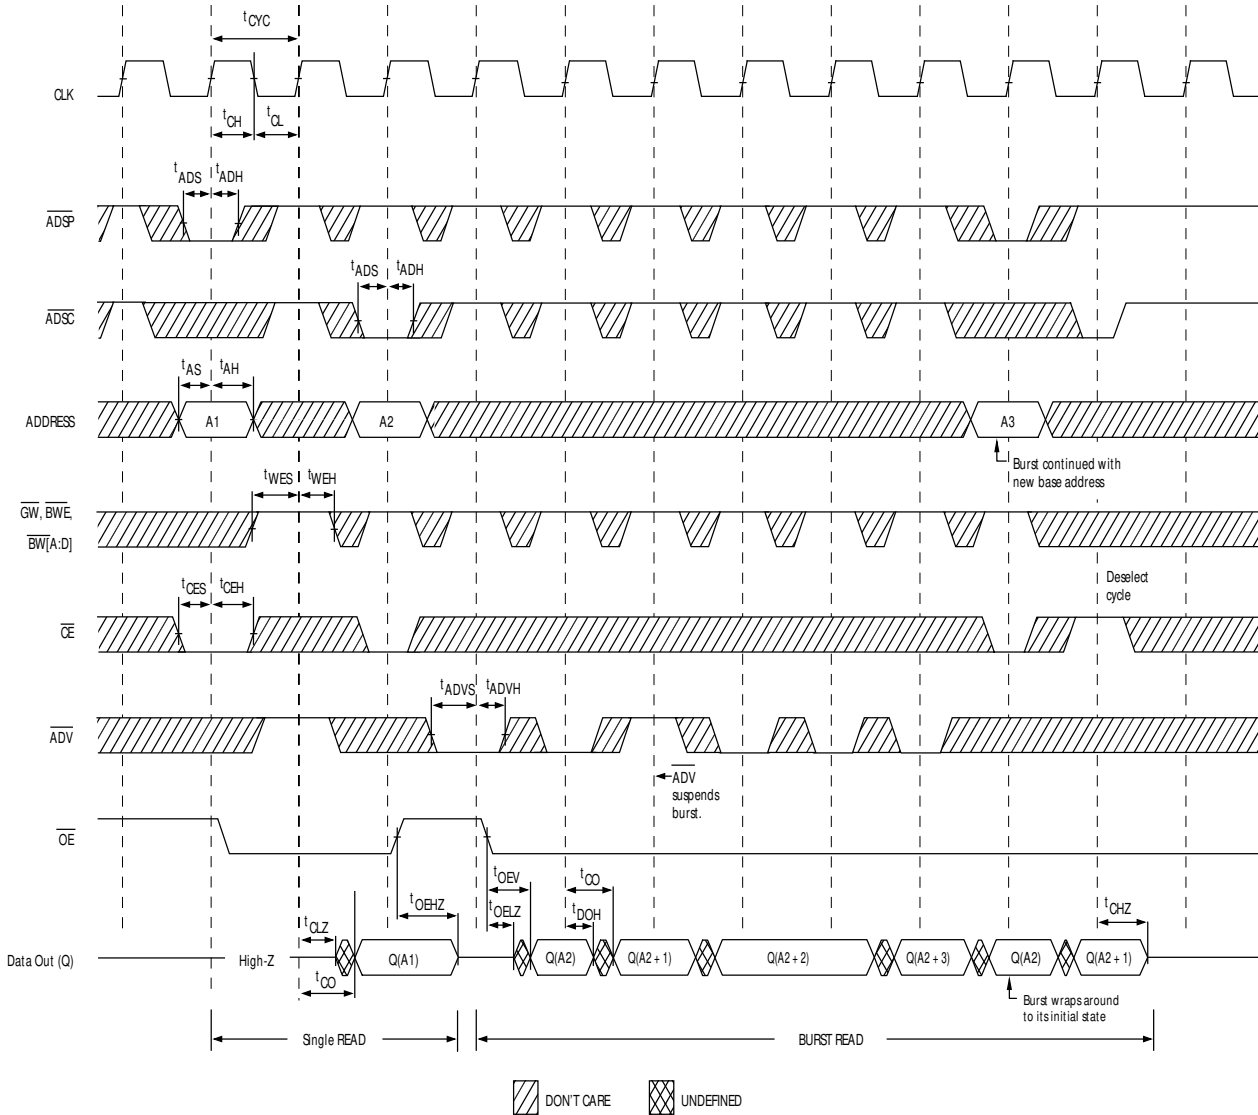 tCYC
CLK
tCH
tCL
tADS
tADH
ADSP
tADS
tADH
ADSC
tAS
tAH
ADDRESS
A1
A2
A3
Burst continued with
new base address
tWES
tWEH
GW, BWE,
BW[A:D]
tCES
tCEH
Deselect
cycle
CE
tADVS
tADVH
ADV
ADV
suspends
burst.
OE
tOEV
tCO
tOEHZ
tOELZ
tDOH
tCHZ
tCLZ
Data Out (Q)
High-Z
Q(A1)
Q(A2)
Q(A2 + 1)
Q(A2 + 2)
Q(A2 + 3)
Q(A2)
Q(A2 + 1)
tCO
Burst wraps around
to its initial state
Single READ
BURST READ
DON'T CARE
UNDEFINED